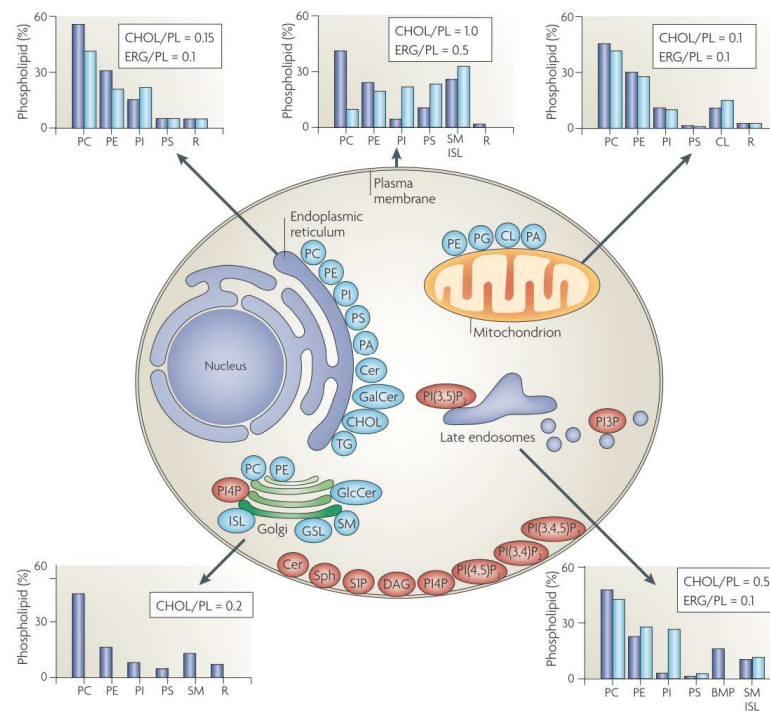 60
30
0
Phospholipid (%)
CHOL/PL = 0.15
ERG/PL = 0.1
PC PE PI PS R
60
30
0
Phospholipid (%)
CHOL/PL = 1.0
ERG/PL = 0.5
PC PE PI PS SM R
ISL
60
30
0
Phospholipid (%)
CHOL/PL = 0.1
ERG/PL = 0.1
PC PE PI PS CL R
Plasma
membrane
Endoplasmic
reticulum
PC
PE
PI
PS
PA
Cer
GalCer
CHOL
TG
Nucleus
PE PG CL PA
Mitochondrion
PI(3,5)P2
Late endosomes
PI3P
PC PE
PI4P
GlcCer
ISL
Golgi
GSL
SM
Cer
Sph
S1P
DAG
PI4P
PI(4,5)P2
PI(3,4)P2
PI(3,4,5)P3
60
30
0
Phospholipid (%)
CHOL/PL = 0.2
PC PE PI PS SM R
60
30
0
Phospholipid (%)
CHOL/PL = 0.5
ERG/PL = 0.1
PC PE PI PS BMP SM
ISL